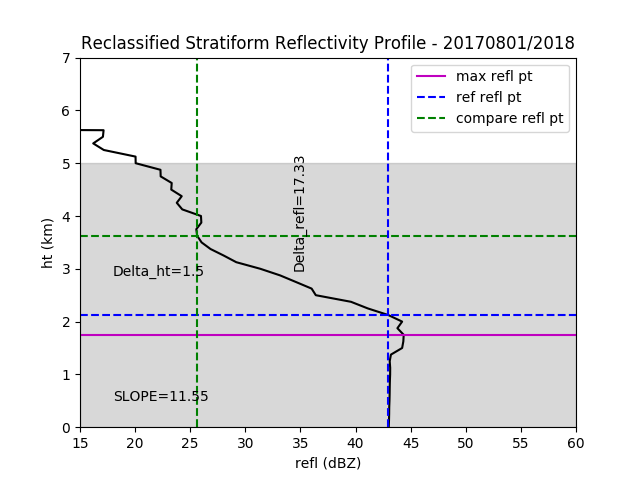 Reclassified Stratiform Reflectivity Profile - 20170801/2018
max refl pt
ref refl pt
compare refl pt
7
6
5
4
3
2
1
0
ht (km)
Delta_refl=17.33
Delta_ht=1.5
SLOPE=11.55
15 20 25 30 35 40 45 50 55 60
refl (dBZ)